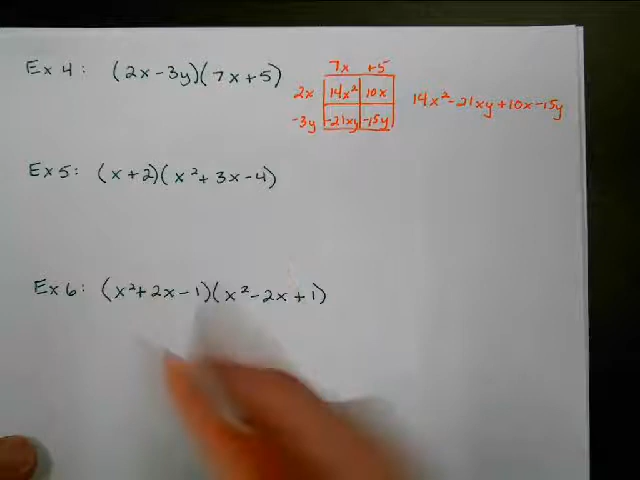 Ex 4: (2x-3y)(7x+5)
7x +5
2x 14x² 10x
-3y -21xy -15y
14x²-21xy+10x-15y
Ex 5: (x+2)(x²+3x-4)
Ex 6: (x²+2x-1)(x²-2x+1)